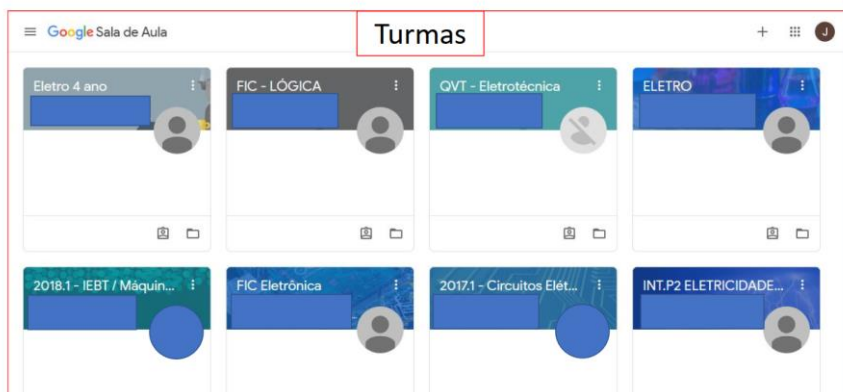 Google Sala de Aula
Turmas
J
Eletro 4 ano
FIC - LÓGICA
QVT - Eletrotécnica
ELETRO
2018.1 - IEBT / Máquin...
FIC Eletrônica
2017.1 - Circuitos Elét...
INT.P2 ELETRICIDADE...